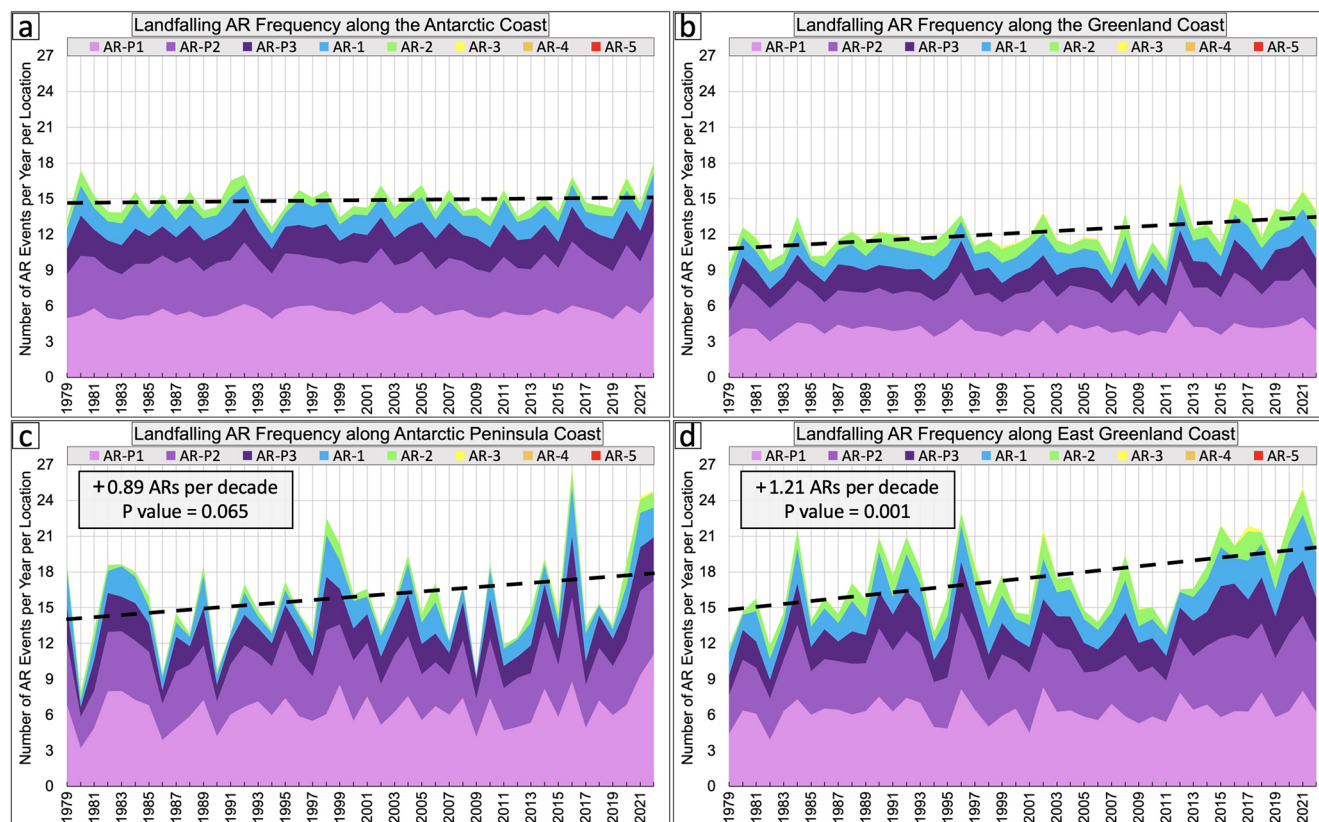 a
Landfalling AR Frequency along the Antarctic Coast
AR-P1 AR-P2 AR-P3 AR-1 AR-2 AR-3 AR-4 AR-5
Number of AR Events per Year per Location
27
24
21
18
15
12
9
6
3
0
1979 1981 1983 1985 1987 1989 1991 1993 1995 1997 1999 2001 2003 2005 2007 2009 2011 2013 2015 2017 2019 2021
b
Landfalling AR Frequency along the Greenland Coast
AR-P1 AR-P2 AR-P3 AR-1 AR-2 AR-3 AR-4 AR-5
Number of AR Events per Year per Location
27
24
21
18
15
12
9
6
3
0
1979 1981 1983 1985 1987 1989 1991 1993 1995 1997 1999 2001 2003 2005 2007 2009 2011 2013 2015 2017 2019 2021
c
Landfalling AR Frequency along Antarctic Peninsula Coast
AR-P1 AR-P2 AR-P3 AR-1 AR-2 AR-3 AR-4 AR-5
+0.89 ARs per decade
P value = 0.065
Number of AR Events per Year per Location
27
24
21
18
15
12
9
6
3
0
1979 1981 1983 1985 1987 1989 1991 1993 1995 1997 1999 2001 2003 2005 2007 2009 2011 2013 2015 2017 2019 2021
d
Landfalling AR Frequency along East Greenland Coast
AR-P1 AR-P2 AR-P3 AR-1 AR-2 AR-3 AR-4 AR-5
+1.21 ARs per decade
P value = 0.001
Number of AR Events per Year per Location
27
24
21
18
15
12
9
6
3
0
1979 1981 1983 1985 1987 1989 1991 1993 1995 1997 1999 2001 2003 2005 2007 2009 2011 2013 2015 2017 2019 2021